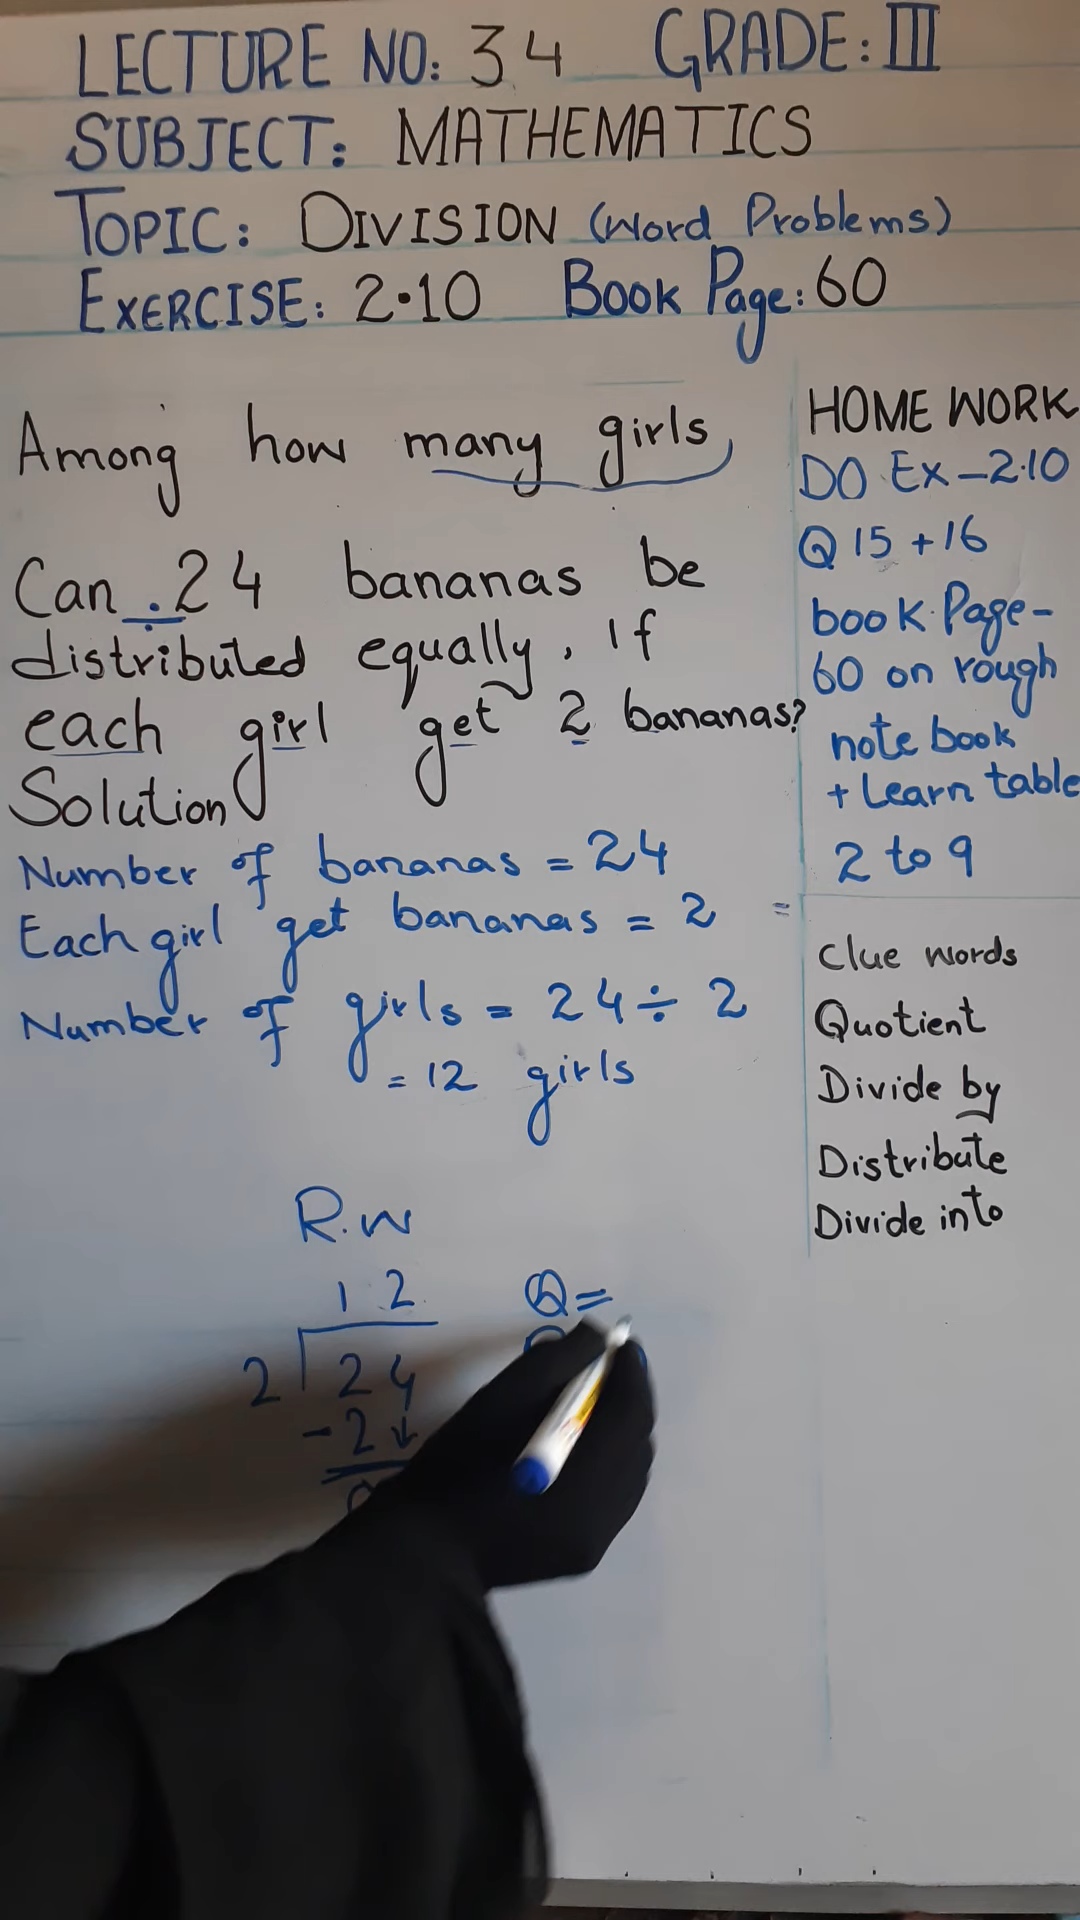 LECTURE NO: 34 GRADE: III
SUBJECT: MATHEMATICS
TOPIC: DIVISION (Word Problems)
EXERCISE: 2.10 BOOK Page: 60
Among how many girls,
Can 24 bananas be
distributed equally, If
each girl get 2 bananas?
Solution
Number of bananas = 24
Each girl get bananas = 2 =
Number of girls = 24 ÷ 2
= 12 girls
R.W
12
2 24
- 2 ↓
Q =
HOME WORK
DO Ex - 2.10
Q 15 + 16
book Page -
60 on rough
note book
+ Learn table
2 to 9
Clue words
Quotient
Divide by
Distribute
Divide into